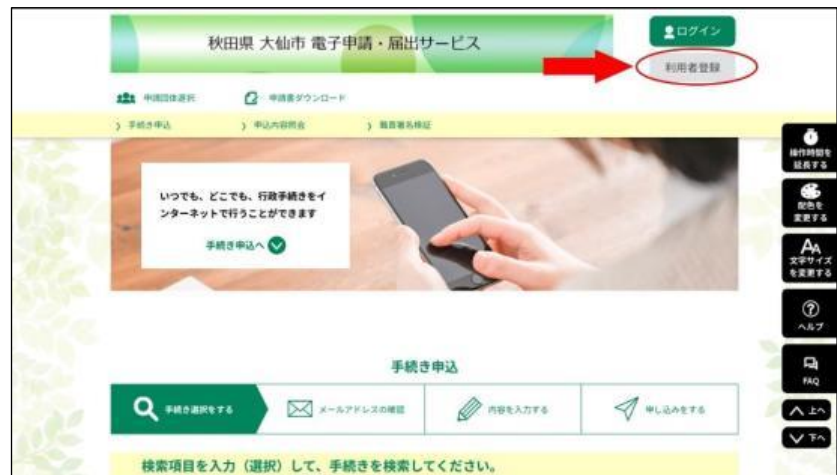 秋田県 大仙市 電子申請・届出サービス
ログイン
利用者登録
申請団体選択
申請書ダウンロード
手続き申込
申込内容照会
職責署名検証
いつでも、どこでも、行政手続きをイ
ンターネットで行うことができます
手続き申込へ
操作時間を
延長する
配色を
変更する
AA
文字サイズ
を変更する
?
ヘルプ
FAQ
上へ
下へ
手続き申込
手続き選択をする
メールアドレスの確認
内容を入力する
申し込みをする
検索項目を入力(選択)して、手続きを検索してください。